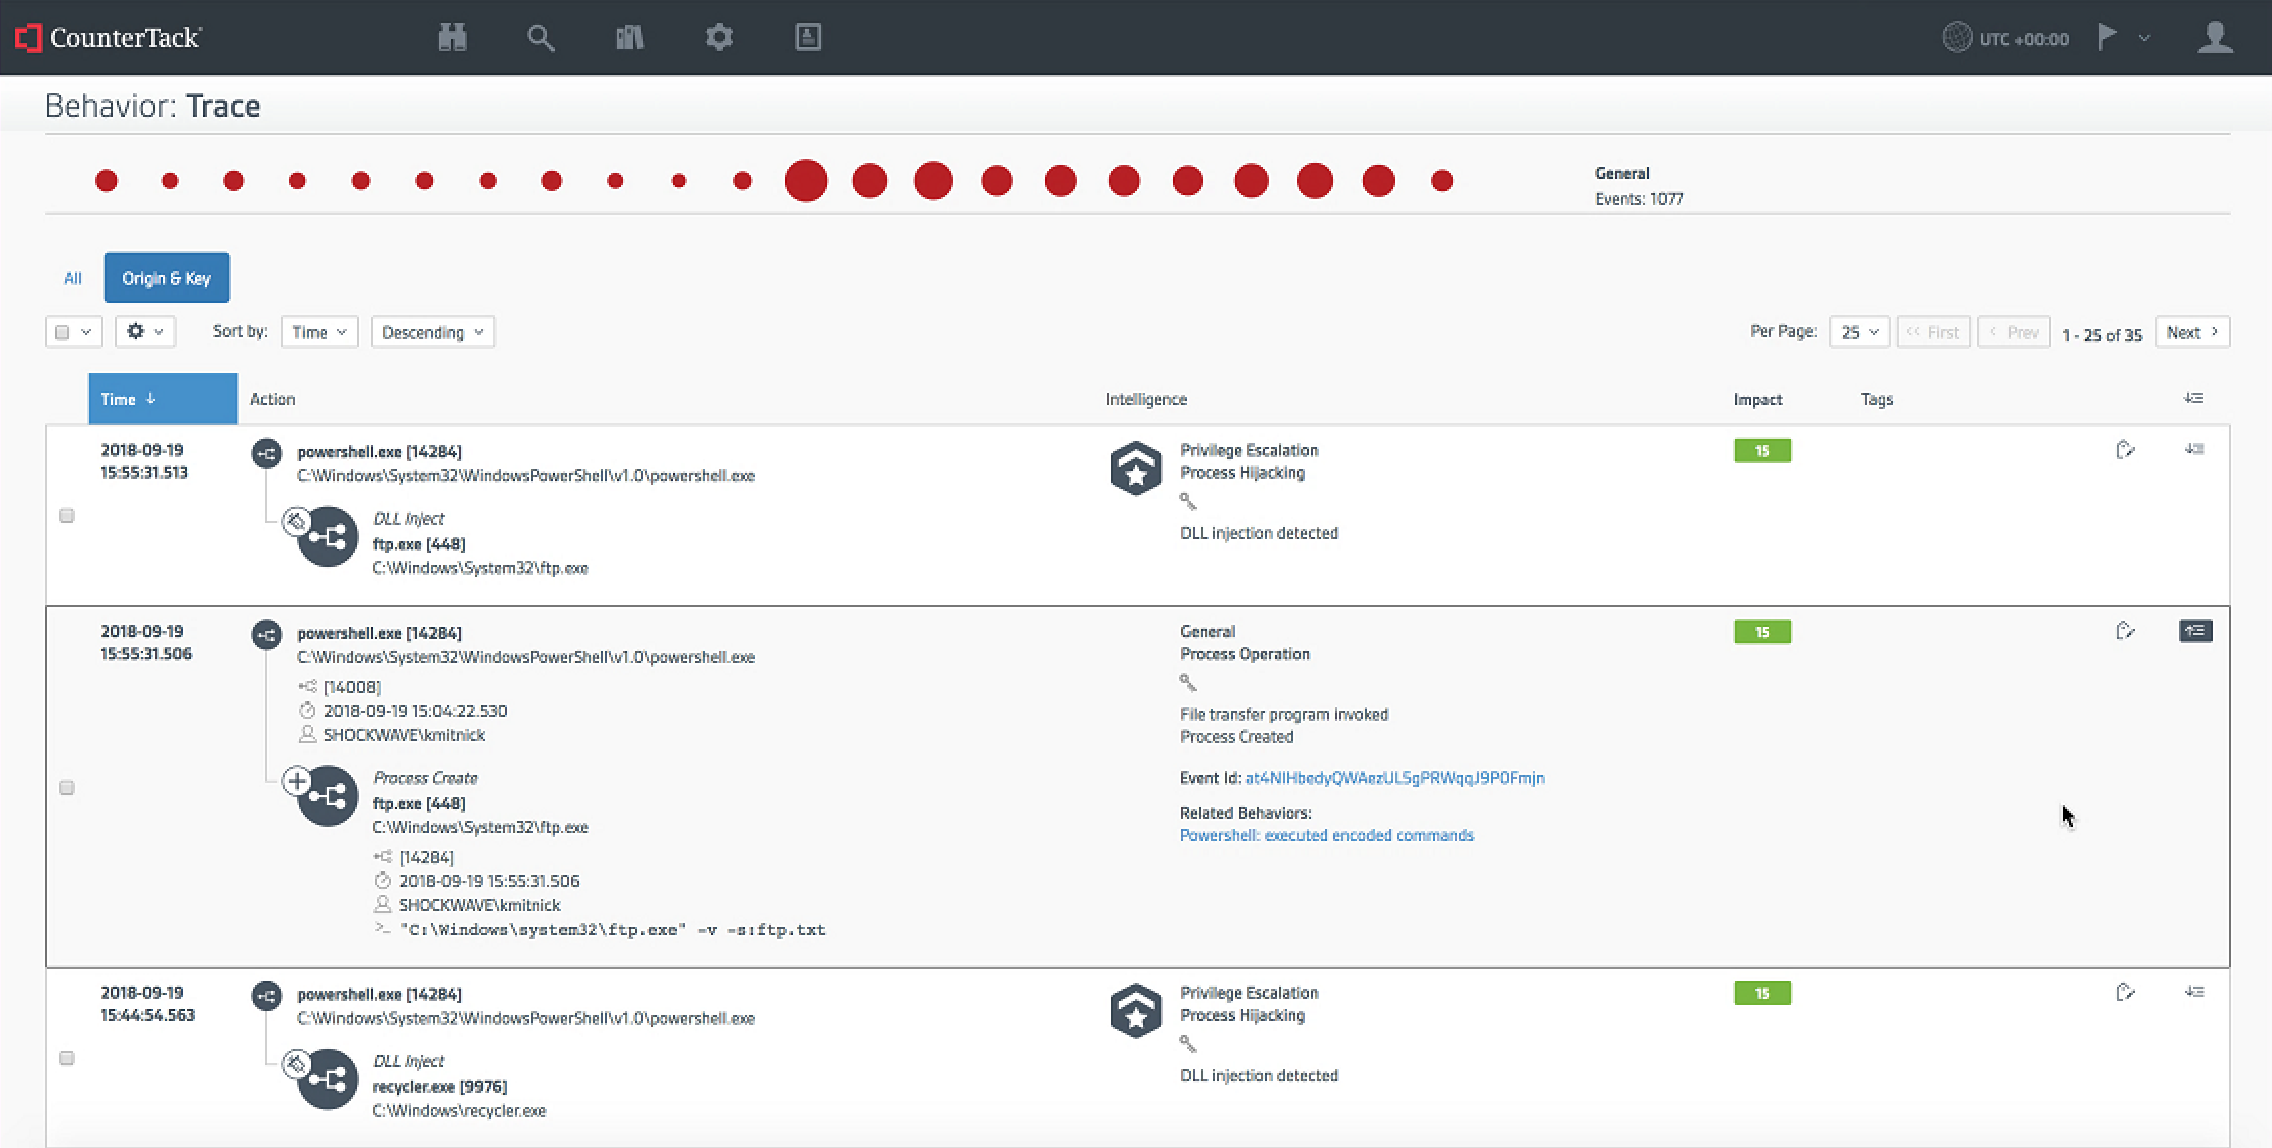 CounterTack
UTC +00:00
Behavior: Trace
General
Events: 1077
All
Origin & Key
Sort by: Time Descending
Per Page: 25 << First < Prev 1 - 25 of 35 Next >
Time ↓ Action Intelligence Impact Tags
2018-09-19
15:55:31.513
powershell.exe [14284]
C:\Windows\System32\WindowsPowerShell\v1.0\powershell.exe
DLL Inject
ftp.exe [448]
C:\Windows\System32\ftp.exe
Privilege Escalation
Process Hijacking
DLL injection detected
15
2018-09-19
15:55:31.506
powershell.exe [14284]
C:\Windows\System32\WindowsPowerShell\v1.0\powershell.exe
[14008]
2018-09-19 15:04:22.530
SHOCKWAVE\kmitnick
Process Create
ftp.exe [448]
C:\Windows\System32\ftp.exe
[14284]
2018-09-19 15:55:31.506
SHOCKWAVE\kmitnick
>_ "C:\Windows\system32\ftp.exe" -v -s:ftp.txt
General
Process Operation
File transfer program invoked
Process Created
Event Id:
Related Behaviors:
Powershell: executed encoded commands
15
2018-09-19
15:44:54.563
powershell.exe [14284]
C:\Windows\System32\WindowsPowerShell\v1.0\powershell.exe
DLL Inject
recycler.exe [9976]
C:\Windows\recycler.exe
Privilege Escalation
Process Hijacking
DLL injection detected
15